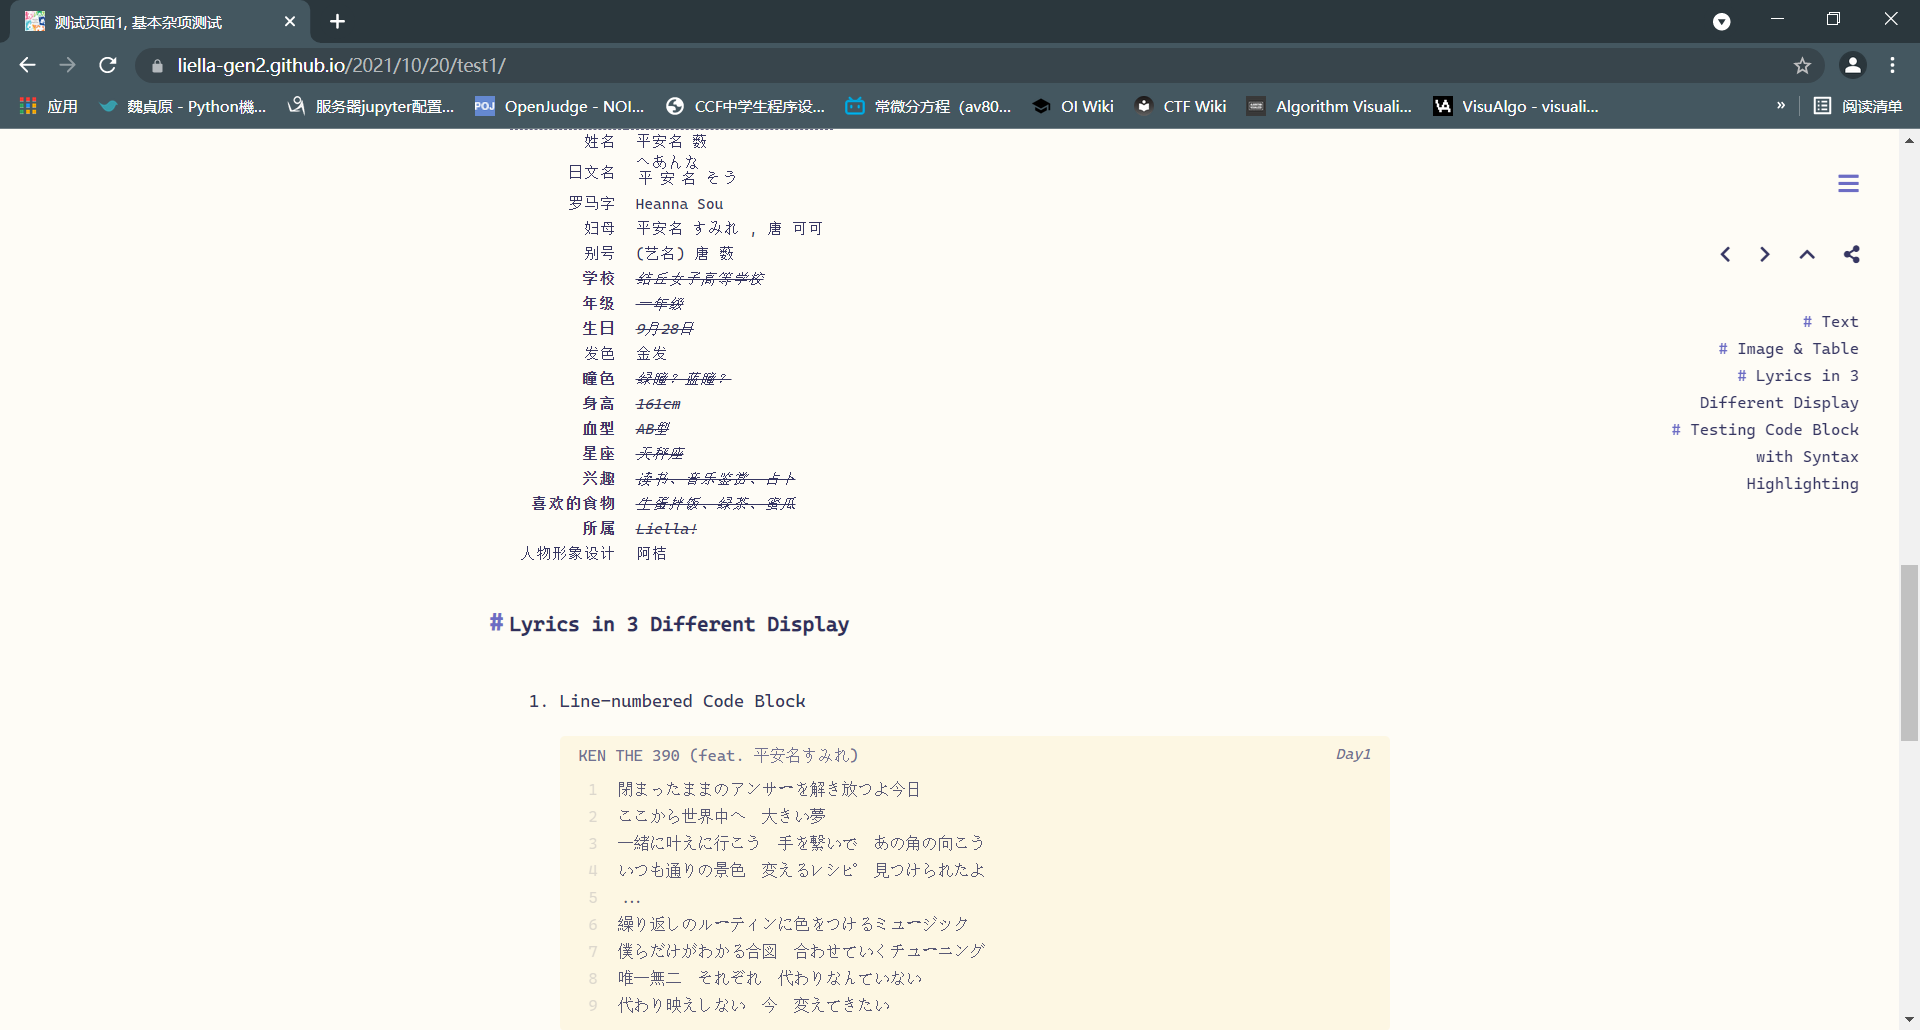 测试页面1, 基本杂项测试
liella-gen2.github.io/2021/10/20/test1/
应用
魏贞原 - Python機...
服务器jupyter配置...
POJ
OpenJudge - NOI...
CCF中学生程序设...
常微分方程（av80...
OI Wiki
CTF Wiki
Algorithm Visuali...
VisuAlgo - visuali...
»
阅读清单
姓名 平安名 薮
日文名 へあんな
平 安 名 そう
罗马字 Heanna Sou
妇母 平安名 すみれ , 唐 可可
别号 (艺名) 唐 薮
学校 结丘女子高等学校
年级 一年级
生日 9月28日
发色 金发
瞳色 绿瞳？蓝瞳？
身高 161cm
血型 AB型
星座 天秤座
兴趣 读书、音乐鉴赏、占卜
喜欢的食物 生蛋拌饭、绿茶、蜜瓜
所属 Liella!
人物形象设计 阿桔
# Text
# Image & Table
# Lyrics in 3
Different Display
# Testing Code Block
with Syntax
Highlighting
# Lyrics in 3 Different Display
1. Line-numbered Code Block
KEN THE 390 (feat. 平安名すみれ) Day1
1 閉まったままのアンサーを解き放つよ今日
2 ここから世界中へ　大きい夢
3 一緒に叶えに行こう　手を繋いで　あの角の向こう
4 いつも通りの景色　変えるレシピ　見つけられたよ
5 ...
6 繰り返しのルーティンに色をつけるミュージック
7 僕らだけがわかる合図　合わせていくチューニング
8 唯一無二　それぞれ　代わりなんていない
9 代わり映えしない　今　変えてきたい